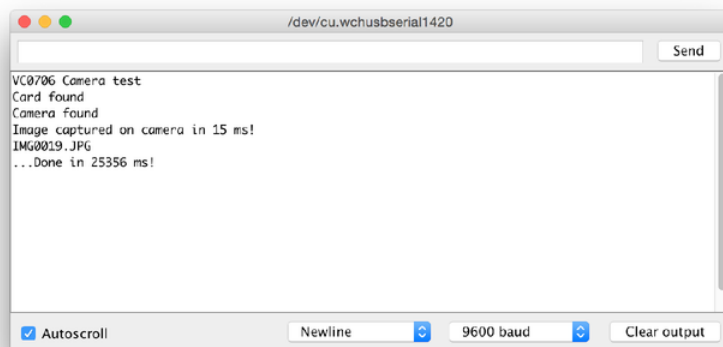 /dev/cu.wchusbserial1420
Send
VC0706 Camera test
Card found
Camera found
Image captured on camera in 15 ms!
IMG0019.JPG
...Done in 25356 ms!
Autoscroll
Newline
9600 baud
Clear output